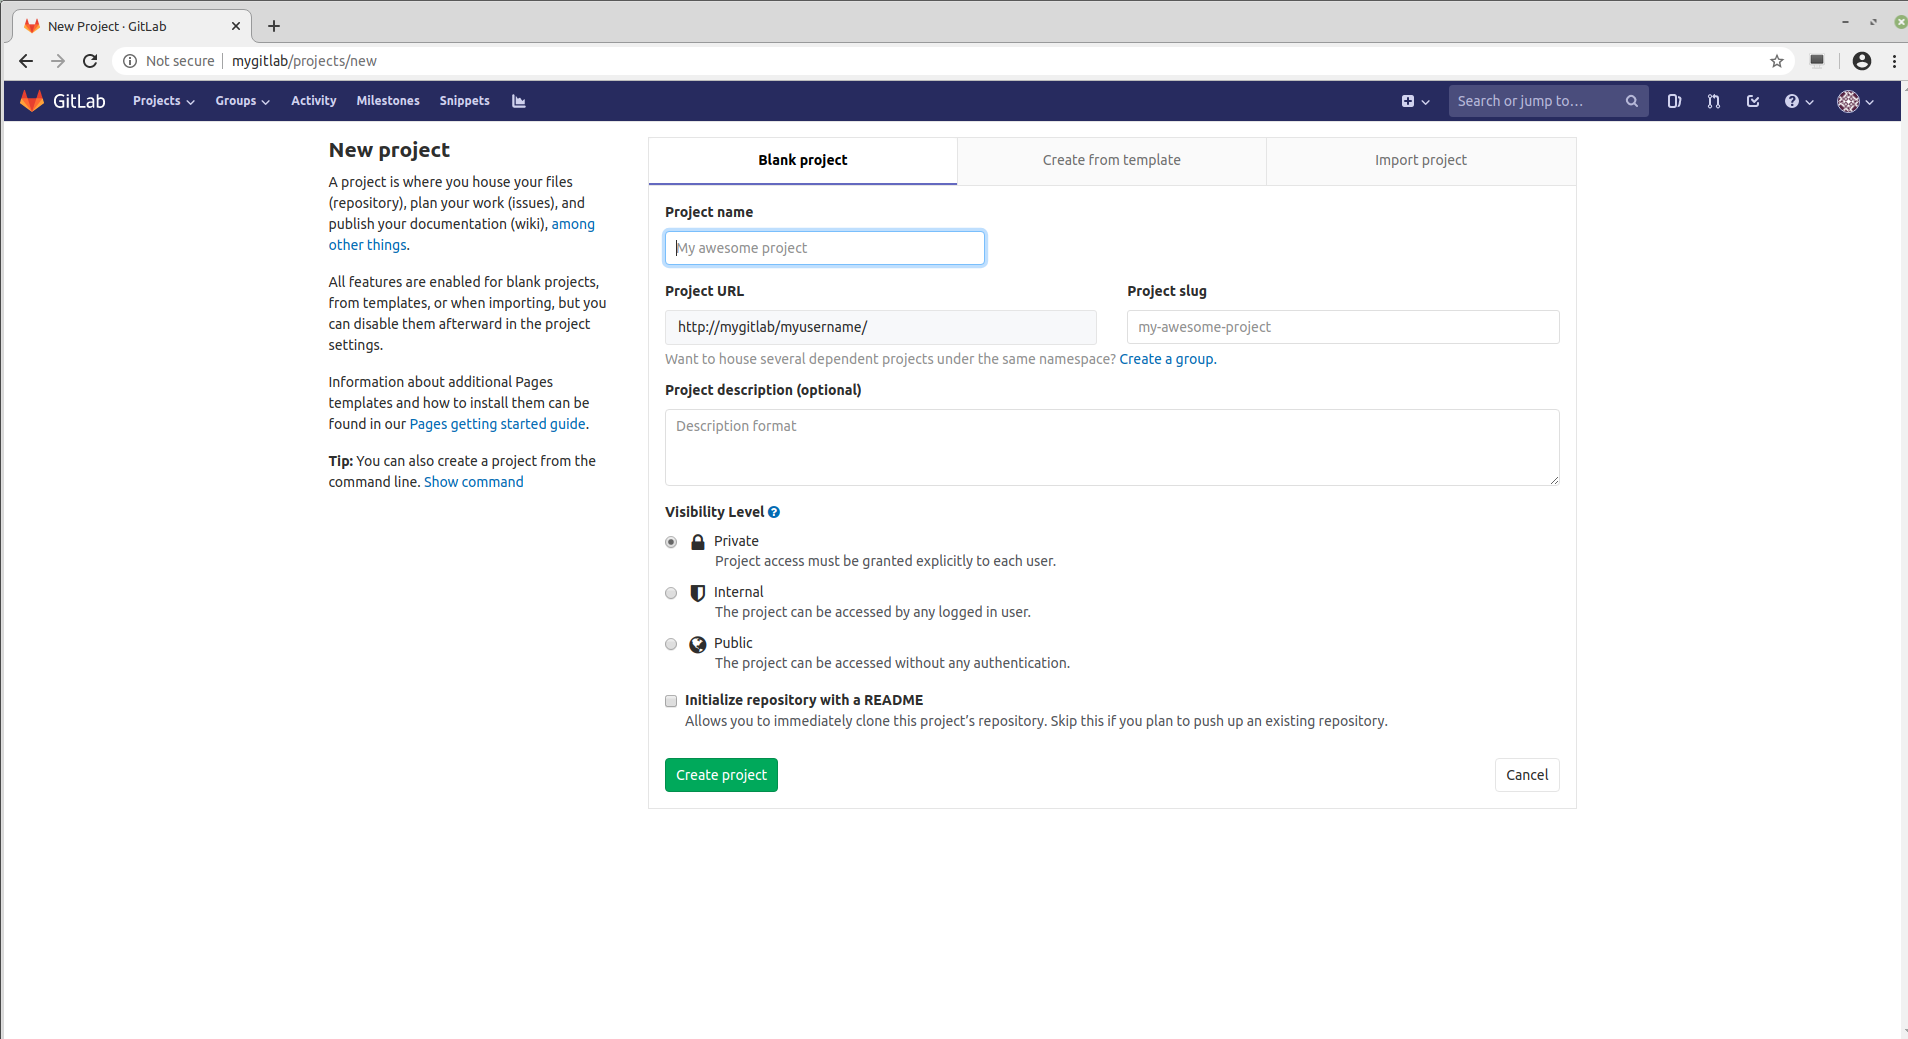 New Project · GitLab
Not secure mygitlab/projects/new
GitLab Projects Groups Activity Milestones Snippets Search or jump to…
New project
A project is where you house your files
(repository), plan your work (issues), and
publish your documentation (wiki), among
other things.
All features are enabled for blank projects,
from templates, or when importing, but you
can disable them afterward in the project
settings.
Information about additional Pages
templates and how to install them can be
found in our Pages getting started guide.
Tip: You can also create a project from the
command line. Show command
Blank project Create from template Import project
Project name
My awesome project
Project URL Project slug
http://mygitlab/myusername/ my-awesome-project
Want to house several dependent projects under the same namespace? Create a group.
Project description (optional)
Description format
Visibility Level
Private
Project access must be granted explicitly to each user.
Internal
The project can be accessed by any logged in user.
Public
The project can be accessed without any authentication.
Initialize repository with a README
Allows you to immediately clone this project’s repository. Skip this if you plan to push up an existing repository.
Create project Cancel